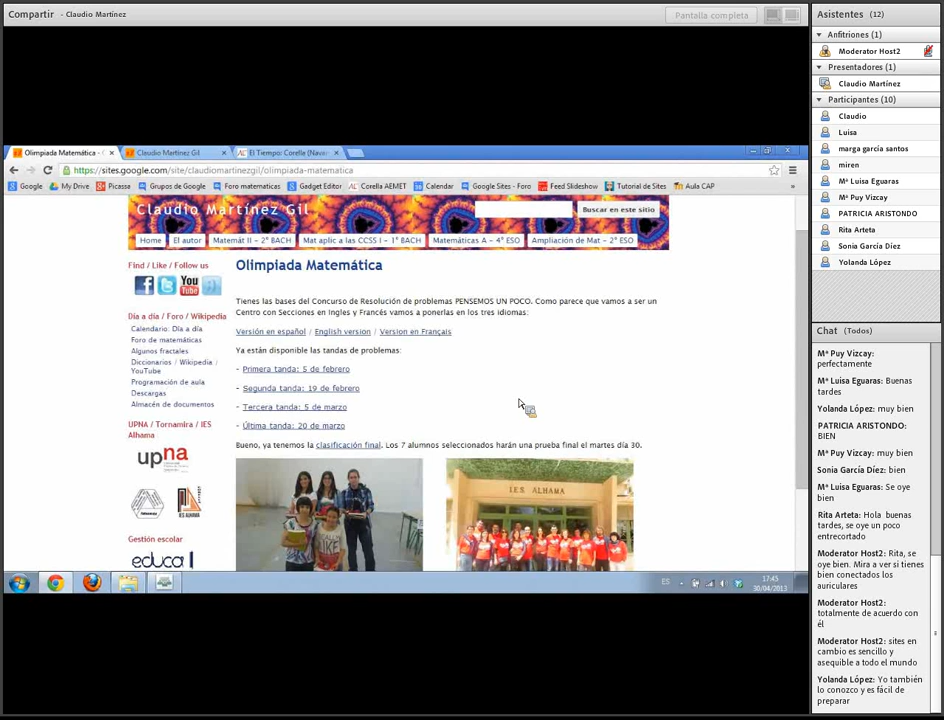 Compartir - Claudio Martínez
Pantalla completa
Olimpiada Matemática - C
Claudio Martínez Gil
El Tiempo: Corella (Navar
https://sites.google.com/site/claudiomartinezgil/olimpiada-matematica
Google
My Drive
Picassa
Grupos de Google
Foro matematicas
Gadget Editor
Corella AEMET
Calendar
Google Sites - Foro
Feed Slideshow
Tutorial de Sites
Aula CAP
»
Claudio Martínez Gil
Buscar en este sitio
Home
El autor
Matemát II - 2º BACH
Mat aplic a las CCSS I - 1º BACH
Matemáticas A - 4º ESO
Ampliación de Mat - 2º ESO
Find / Like / Follow us
You
Tube
Día a día / Foro / Wikipedia
Calendario: Día a día
Foro de matemáticas
Algunos fractales
Diccionarios / Wikipedia /
YouTube
Programación de aula
Descargas
Almacén de documentos
UPNA / Tornamira / IES
Alhama
upna
Gestión escolar
educa
Olimpiada Matemática
Tienes las bases del Concurso de Resolución de problemas PENSEMOS UN POCO. Como parece que vamos a ser un
Centro con Secciones en Ingles y Francés vamos a ponerlas en los tres idiomas:
Versión en español / English version / Version en Français
Ya están disponible las tandas de problemas:
- Primera tanda: 5 de febrero
- Segunda tanda: 19 de febrero
- Tercera tanda: 5 de marzo
- Última tanda: 20 de marzo
Bueno, ya tenemos la clasificación final. Los 7 alumnos seleccionados harán una prueba final el martes día 30.
IES ALHAMA
ES
17:45
30/04/2013
Asistentes (12)
Anfitriones (1)
Moderator Host2
Presentadores (1)
Claudio Martínez
Participantes (10)
Claudio
Luisa
marga garcía santos
miren
Mª Luisa Eguaras
Mª Puy Vizcay
PATRICIA ARISTONDO
Rita Arteta
Sonia García Díez
Yolanda López
Chat (Todos)
Mª Puy Vizcay:
perfectamente
Mª Luisa Eguaras: Buenas
tardes
Yolanda López: muy bien
PATRICIA ARISTONDO:
BIEN
Mª Puy Vizcay: muy bien
Sonia García Díez: bien
Mª Luisa Eguaras: Se oye
bien
Rita Arteta: Hola buenas
tardes, se oye un poco
entrecortado
Moderator Host2: Rita, se
oye bien. Mira a ver si tienes
bien conectados los
auriculares
Moderator Host2:
totalmente de acuerdo con
él
Moderator Host2: sites en
cambio es sencillo y
asequible a todo el mundo
Yolanda López: Yo también
lo conozco y es fácil de
preparar